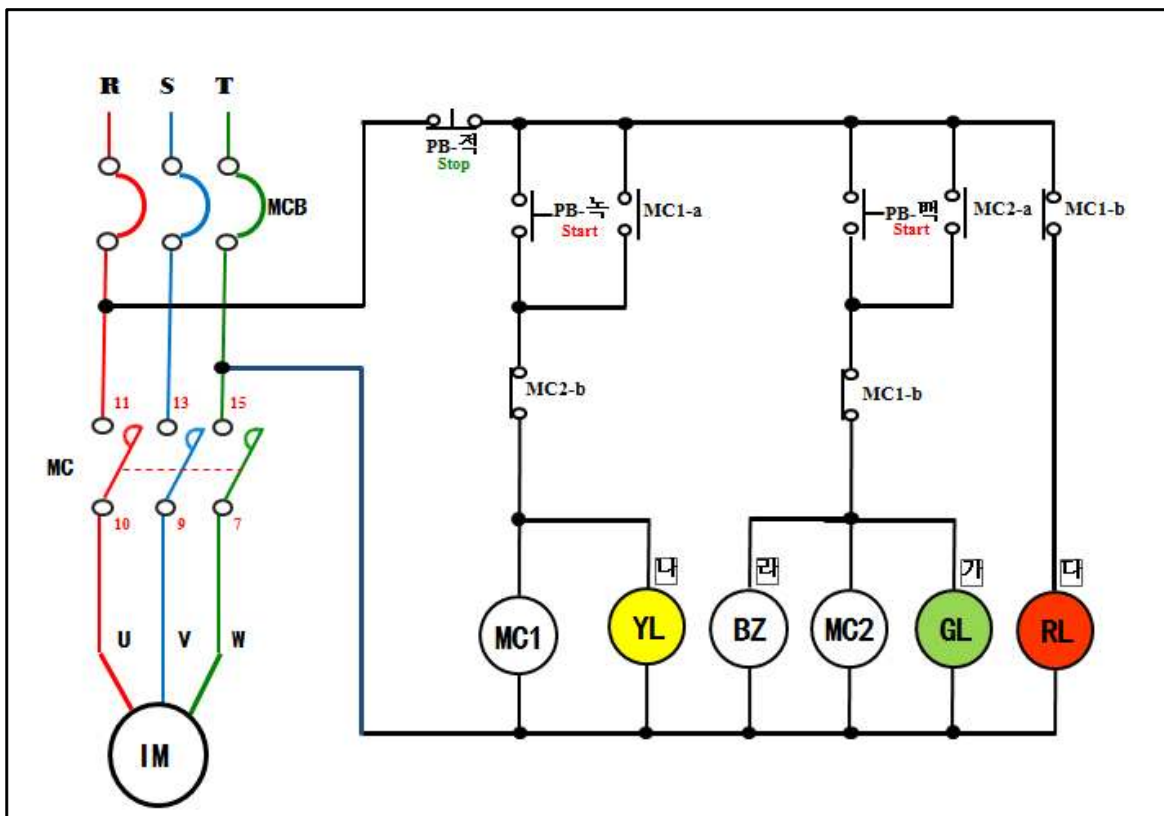 R S T
PB-적
Stop
MCB
PB-녹
Start
MC1-a
PB-백
Start
MC2-a
MC1-b
MC2-b
MC1-b
11 13 15
MC
10 9 7
나 라 가 다
U V W
MC1 YL BZ MC2 GL RL
IM